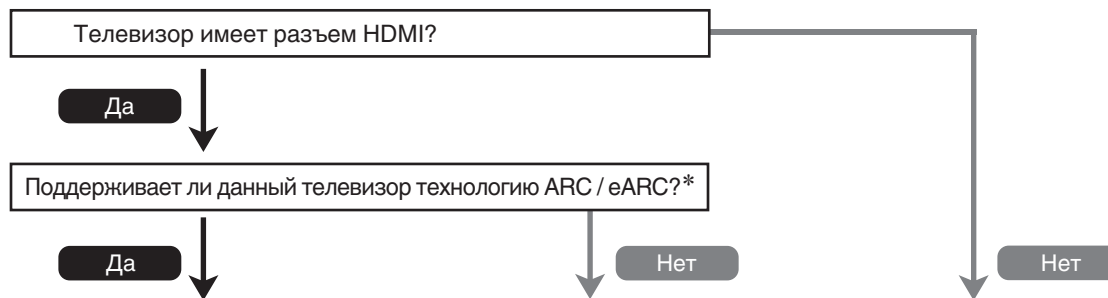 Телевизор имеет разъем HDMI?
Да
Поддерживает ли данный телевизор технологию ARC / eARC?*
Да
Нет
Нет